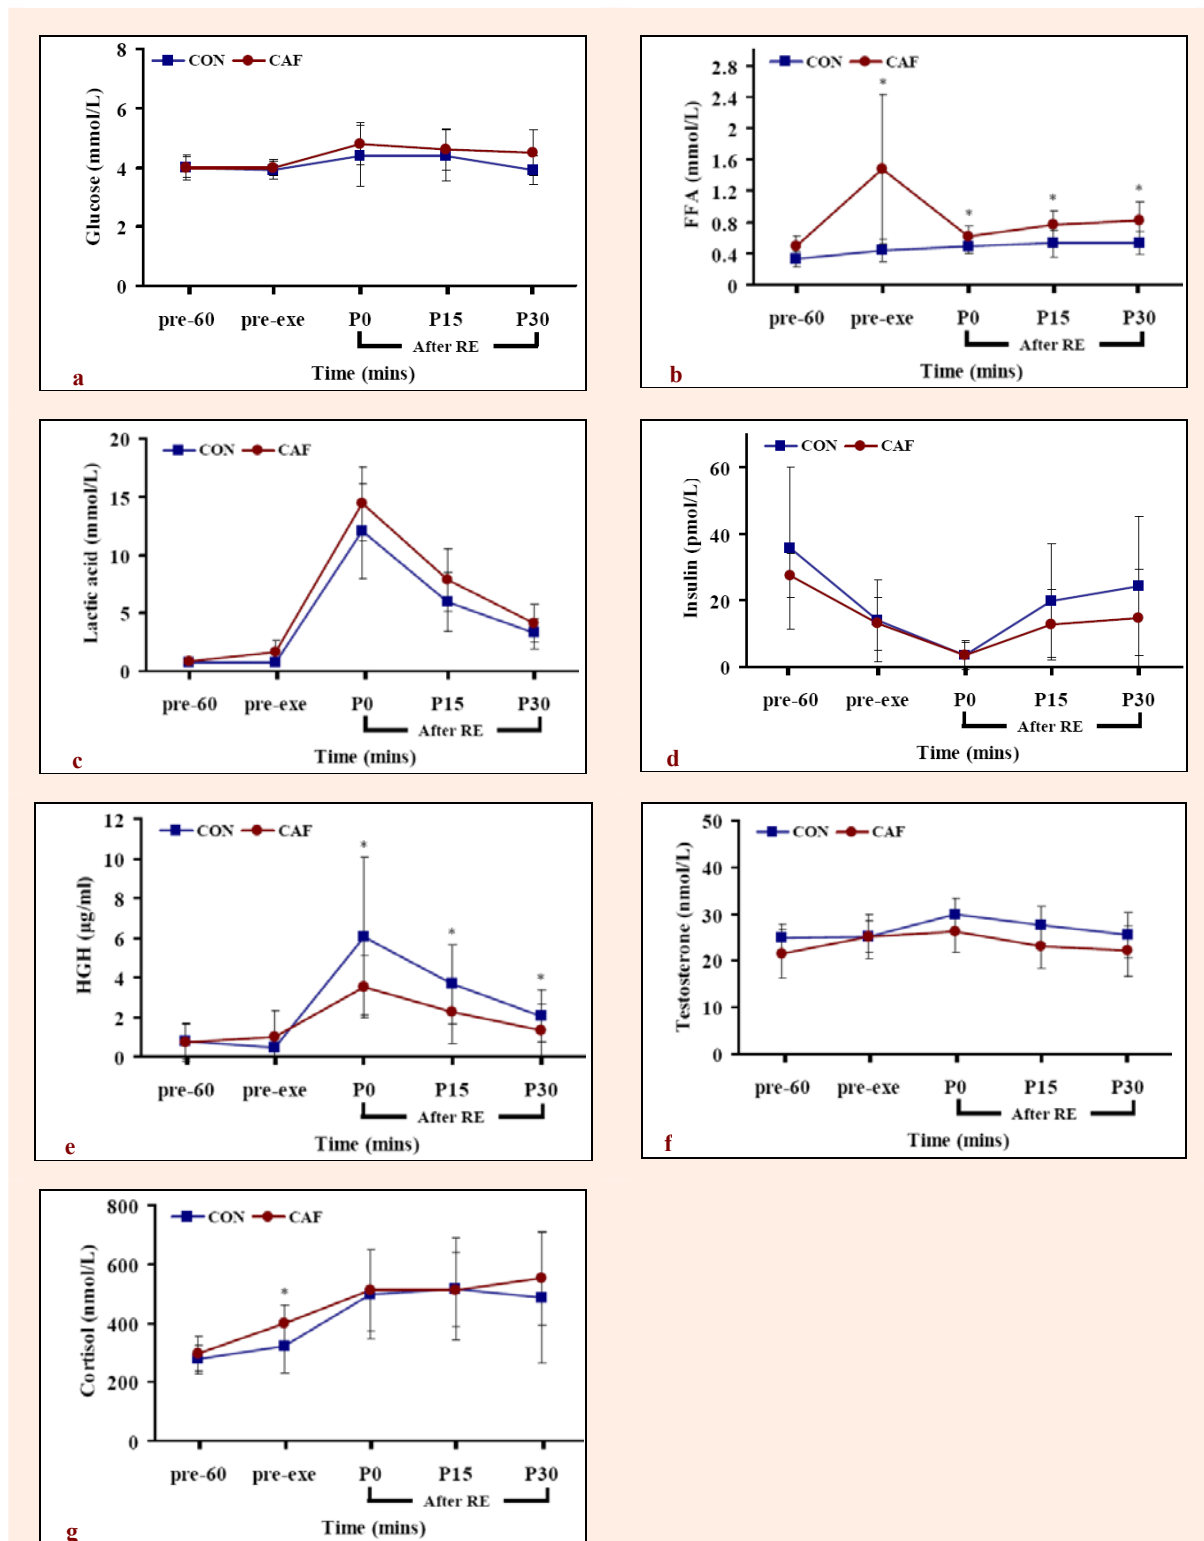 CON CAF
8
6
4
2
0
Glucose (mmol/L)
pre-60 pre-exe P0 P15 P30
After RE
Time (mins)
a
CON CAF
2.8
2.4
2
1.6
1.2
0.8
0.4
0
FFA (mmol/L)
* * * *
pre-60 pre-exe P0 P15 P30
After RE
Time (mins)
b
CON CAF
20
15
10
5
0
Lactic acid (mmol/L)
pre-60 pre-exe P0 P15 P30
After RE
Time (mins)
c
CON CAF
60
40
20
0
Insulin (pmol/L)
pre-60 pre-exe P0 P15 P30
After RE
Time (mins)
d
CON CAF
12
10
8
6
4
2
0
HGH (µg/ml)
* * *
pre-60 pre-exe P0 P15 P30
After RE
Time (mins)
e
CON CAF
50
40
30
20
10
0
Testosterone (nmol/L)
pre-60 pre-exe P0 P15 P30
After RE
Time (mins)
f
CON CAF
800
600
400
200
0
Cortisol (nmol/L)
*
pre-60 pre-exe P0 P15 P30
After RE
Time (mins)
g